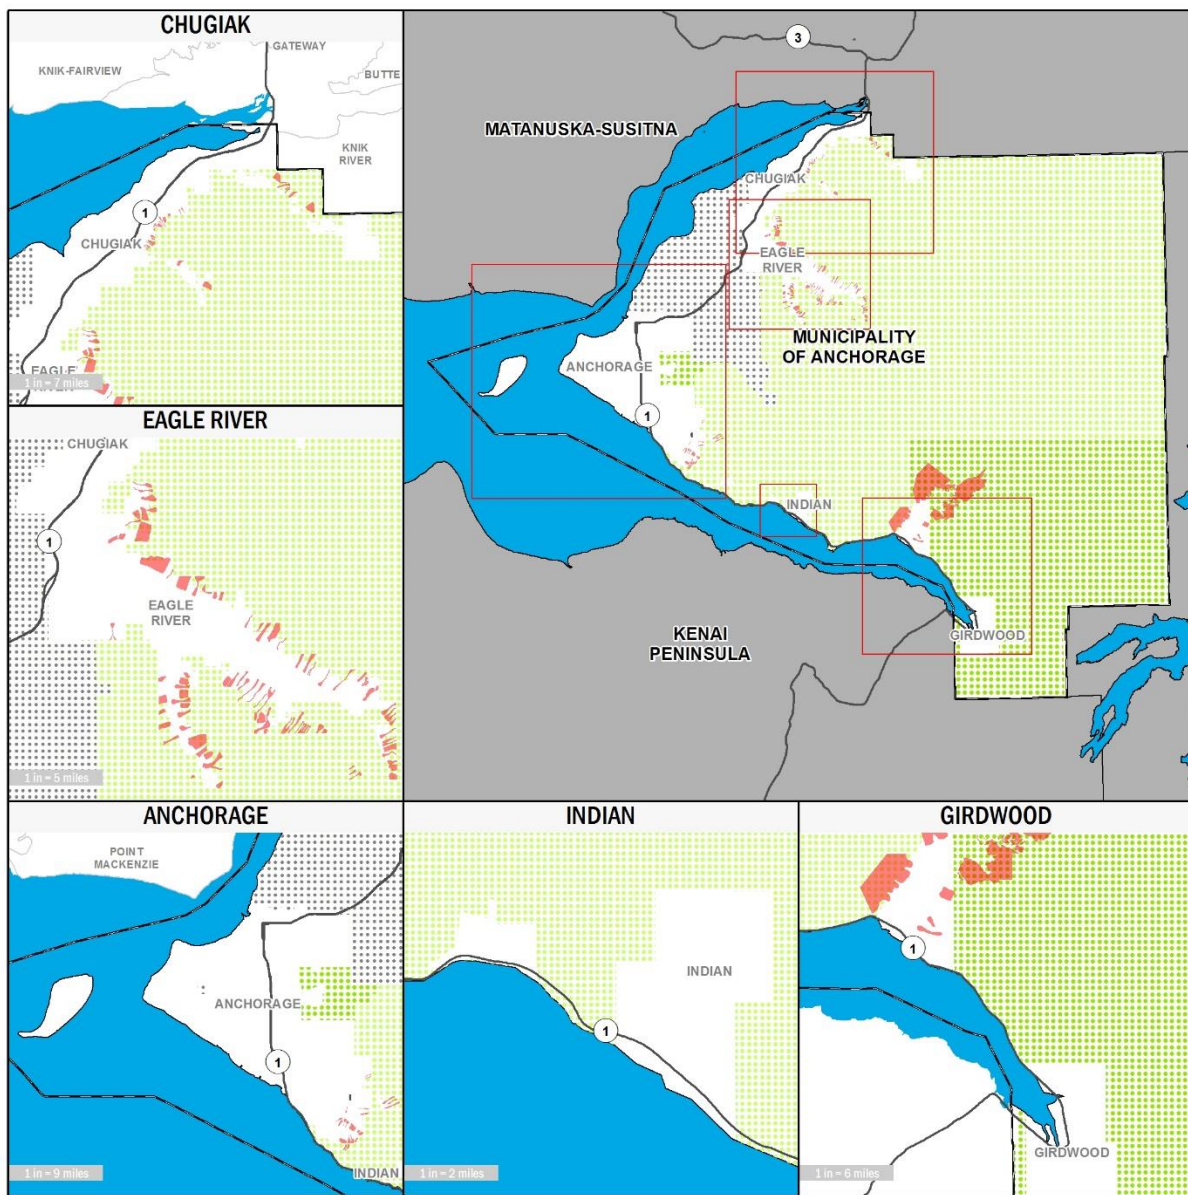 CHUGIAK
GATEWAY
KNIK-FAIRVIEW
BUTTE
KNIK
RIVER
1
CHUGIAK
EAGLE
RIVER
1 in = 7 miles
3
MATANUSKA-SUSITNA
CHUGIAK
EAGLE
RIVER
MUNICIPALITY
OF ANCHORAGE
ANCHORAGE
1
INDIAN
GIRDWOOD
KENAI
PENINSULA
EAGLE RIVER
CHUGIAK
1
EAGLE
RIVER
1 in = 5 miles
ANCHORAGE
POINT
MACKENZIE
ANCHORAGE
1
INDIAN
1 in = 9 miles
INDIAN
INDIAN
1
1 in = 2 miles
GIRDWOOD
1
GIRDWOOD
1 in = 6 miles